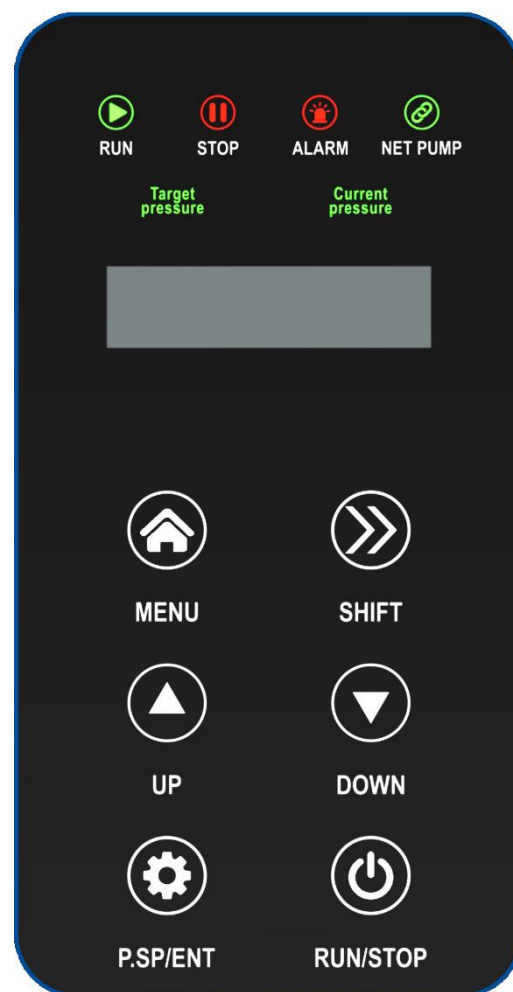 RUN STOP ALARM NET PUMP
Target Current
pressure pressure
MENU SHIFT
UP DOWN
P.SP/ENT RUN/STOP